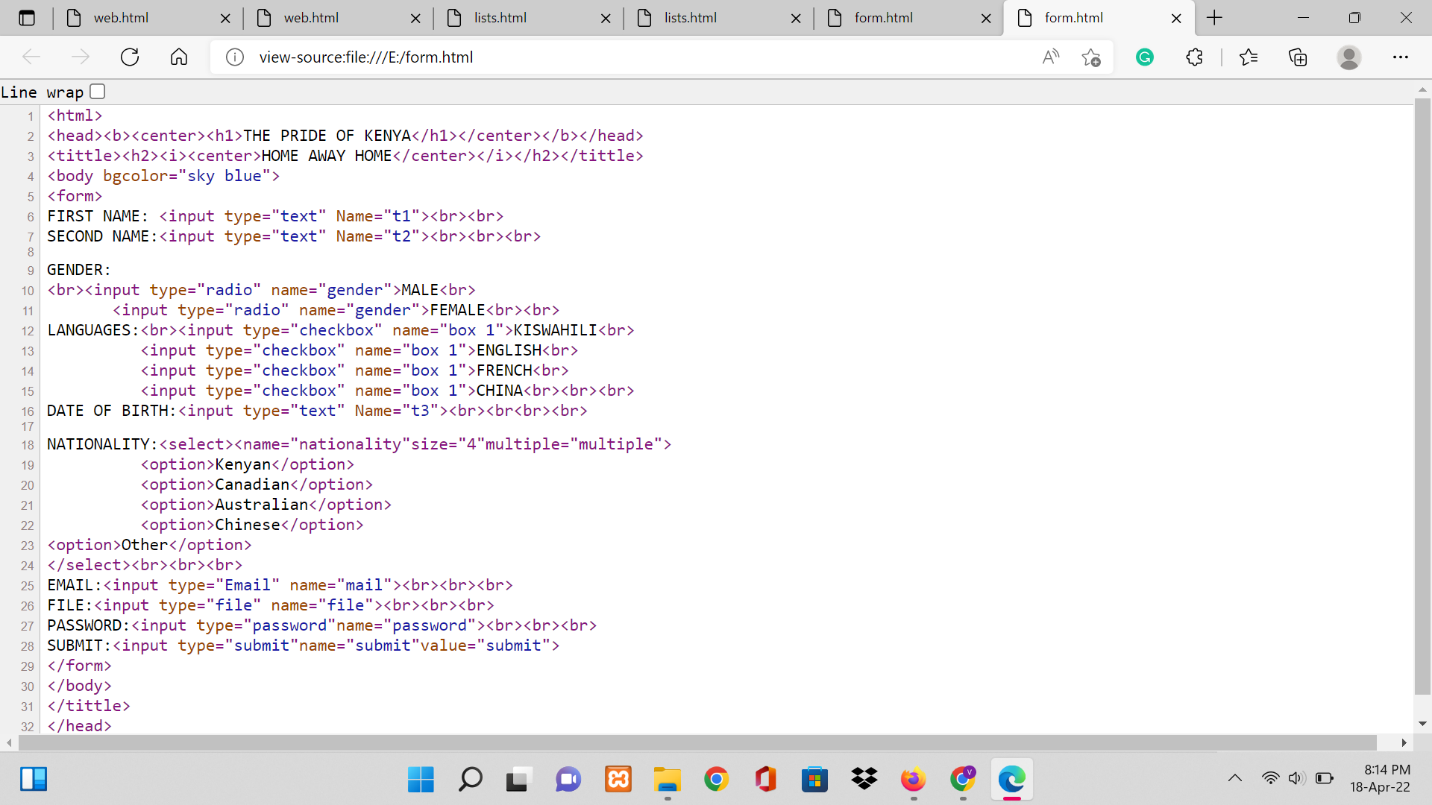 web.html web.html lists.html lists.html form.html form.html
view-source:file:///E:/form.html
Line wrap
1 <html>
2 <head><b><center><h1>THE PRIDE OF KENYA</h1></center></b></head>
3 <tittle><h2><i><center>HOME AWAY HOME</center></i></h2></tittle>
4 <body bgcolor="sky blue">
5 <form>
6 FIRST NAME: <input type="text" Name="t1"><br><br>
7 SECOND NAME:<input type="text" Name="t2"><br><br><br>
8
9 GENDER:
10 <br><input type="radio" name="gender">MALE<br>
11 <input type="radio" name="gender">FEMALE<br><br>
12 LANGUAGES:<br><input type="checkbox" name="box 1">KISWAHILI<br>
13 <input type="checkbox" name="box 1">ENGLISH<br>
14 <input type="checkbox" name="box 1">FRENCH<br>
15 <input type="checkbox" name="box 1">CHINA<br><br><br>
16 DATE OF BIRTH:<input type="text" Name="t3"><br><br><br><br>
17
18 NATIONALITY:<select><name="nationality"size="4"multiple="multiple">
19 <option>Kenyan</option>
20 <option>Canadian</option>
21 <option>Australian</option>
22 <option>Chinese</option>
23 <option>Other</option>
24 </select><br><br><br>
25 EMAIL:<input type="Email" name="mail"><br><br><br>
26 FILE:<input type="file" name="file"><br><br><br>
27 PASSWORD:<input type="password"name="password"><br><br><br>
28 SUBMIT:<input type="submit"name="submit"value="submit">
29 </form>
30 </body>
31 </tittle>
32 </head>
8:14 PM
18-Apr-22